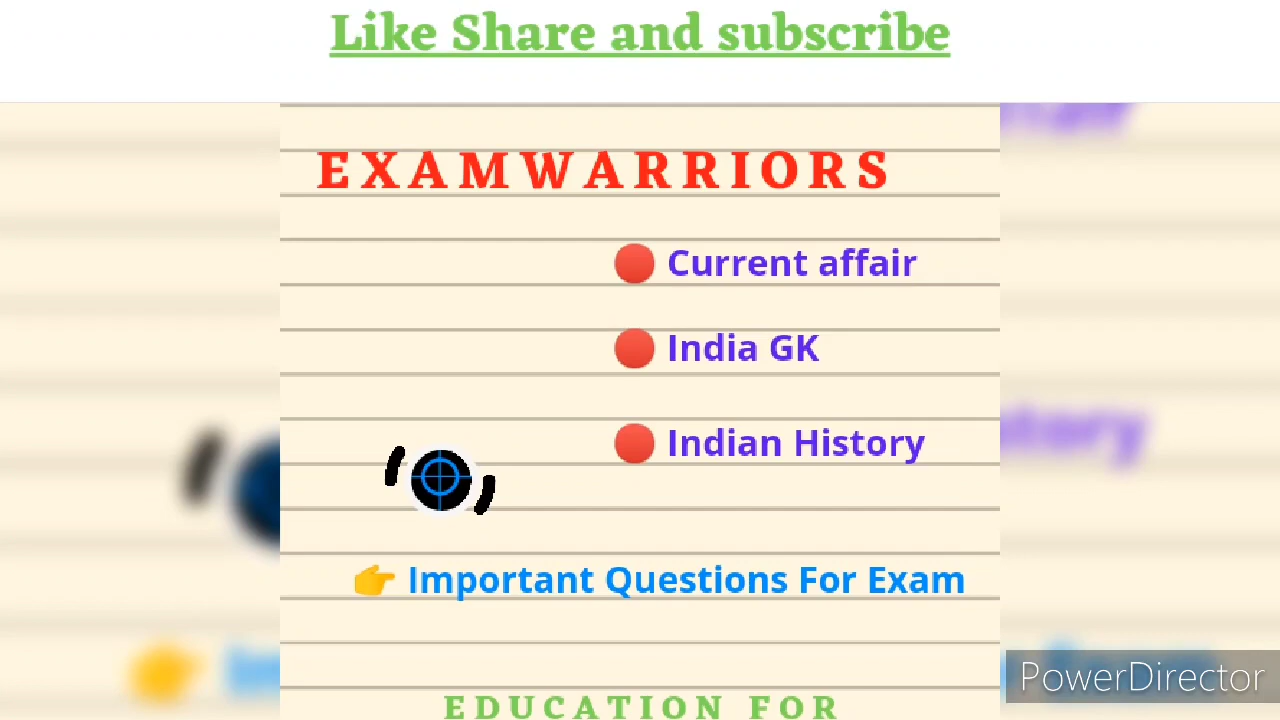 Like Share and subscribe
EXAMWARRIORS
Current affair
India GK
Indian History
Important Questions For Exam
EDUCATION FOR
PowerDirector